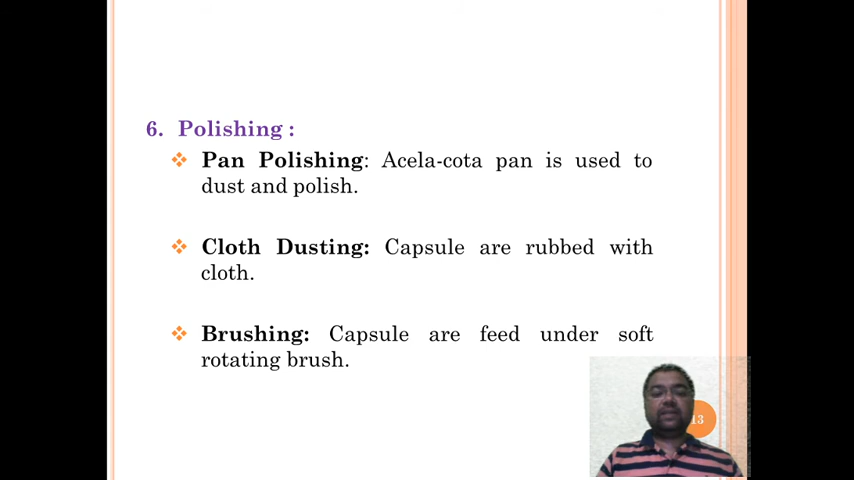 6. Polishing :
❖ Pan Polishing: Acela-cota pan is used to
dust and polish.
❖ Cloth Dusting: Capsule are rubbed with
cloth.
❖ Brushing: Capsule are feed under soft
rotating brush.
13